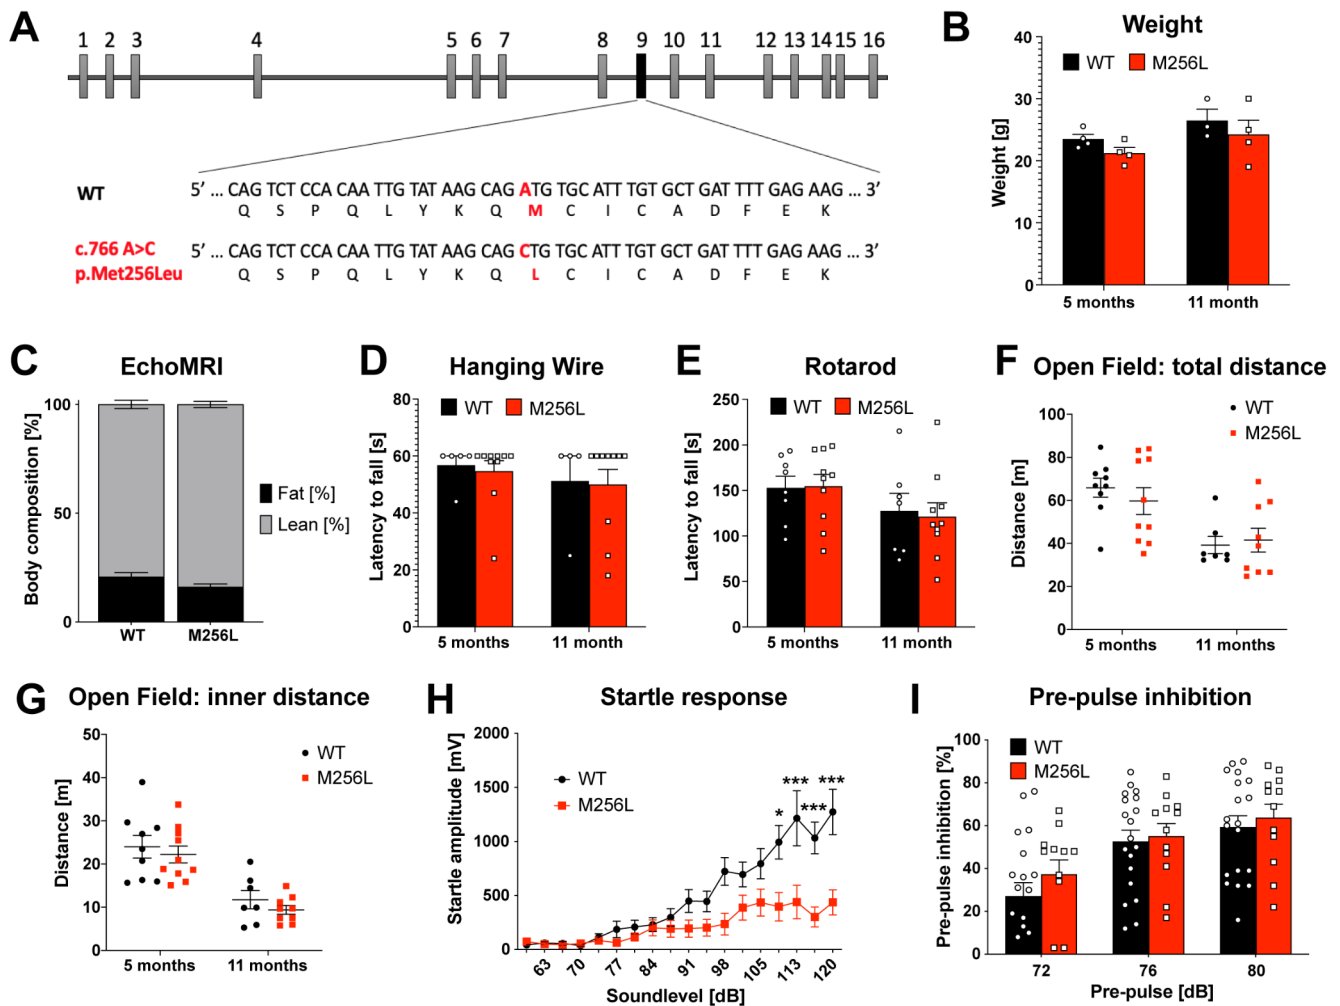 A
1 2 3 4 5 6 7 8 9 10 11 12 13 14 15 16
WT 5' ... CAG TCT CCA CAA TTG TAT AAG CAG ATG TGC ATT TGT GCT GAT TTT GAG AAG ... 3'
Q S P Q L Y K Q M C I C A D F E K
c.766 A>C 5' ... CAG TCT CCA CAA TTG TAT AAG CAG CTG TGC ATT TGT GCT GAT TTT GAG AAG ... 3'
p.Met256Leu Q S P Q L Y K Q L C I C A D F E K
B Weight
WT M256L
Weight [g]
40
30
20
10
0
5 months 11 month
C EchoMRI
Body composition [%]
100
50
0
WT M256L
Fat [%]
Lean [%]
D Hanging Wire
WT M256L
Latency to fall [s]
80
60
40
20
0
5 months 11 month
E Rotarod
WT M256L
Latency to fall [s]
250
200
150
100
50
0
5 months 11 month
F Open Field: total distance
WT
M256L
Distance [m]
100
80
60
40
20
0
5 months 11 months
G Open Field: inner distance
WT
M256L
Distance [m]
50
40
30
20
10
0
5 months 11 months
H Startle response
WT
M256L
Startle amplitude [mV]
2000
1500
1000
500
0
* *** *** ***
63 70 77 84 91 98 105 113 120
Soundlevel [dB]
I Pre-pulse inhibition
WT
M256L
Pre-pulse inhibition [%]
100
80
60
40
20
0
72 76 80
Pre-pulse [dB]